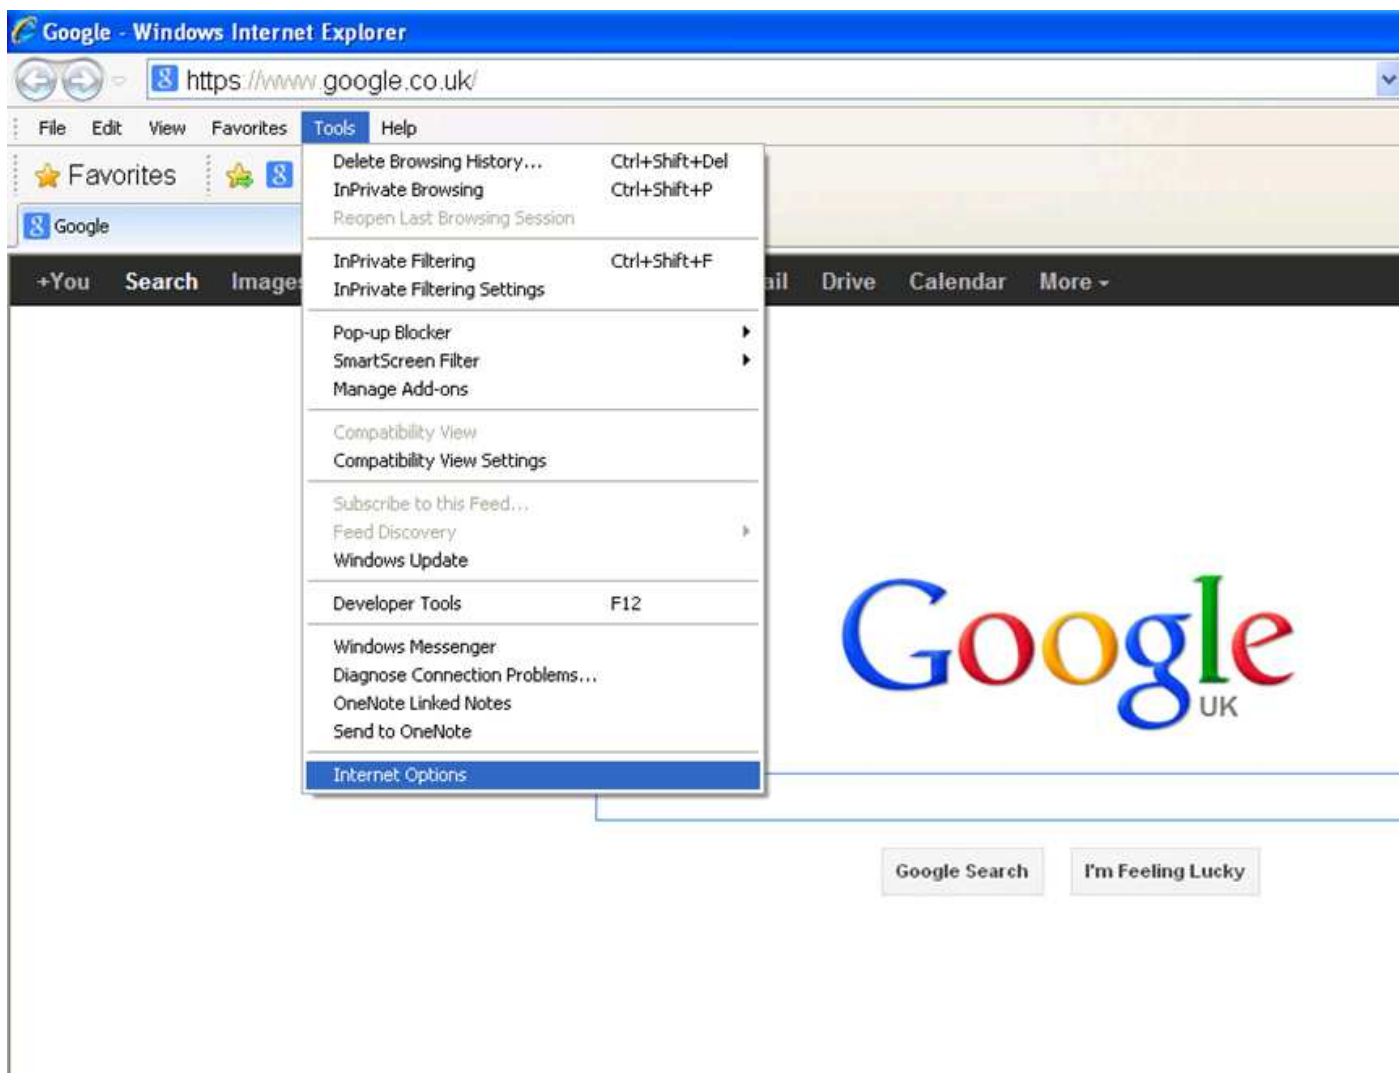 Google - Windows Internet Explorer
https://www.google.co.uk/
File Edit View Favorites Tools Help
Favorites
Google
+You Search Images ail Drive Calendar More
Delete Browsing History... Ctrl+Shift+Del
InPrivate Browsing Ctrl+Shift+P
Reopen Last Browsing Session
InPrivate Filtering Ctrl+Shift+F
InPrivate Filtering Settings
Pop-up Blocker
SmartScreen Filter
Manage Add-ons
Compatibility View
Compatibility View Settings
Subscribe to this Feed...
Feed Discovery
Windows Update
Developer Tools F12
Windows Messenger
Diagnose Connection Problems...
OneNote Linked Notes
Send to OneNote
Internet Options
Google
UK
Google Search I'm Feeling Lucky